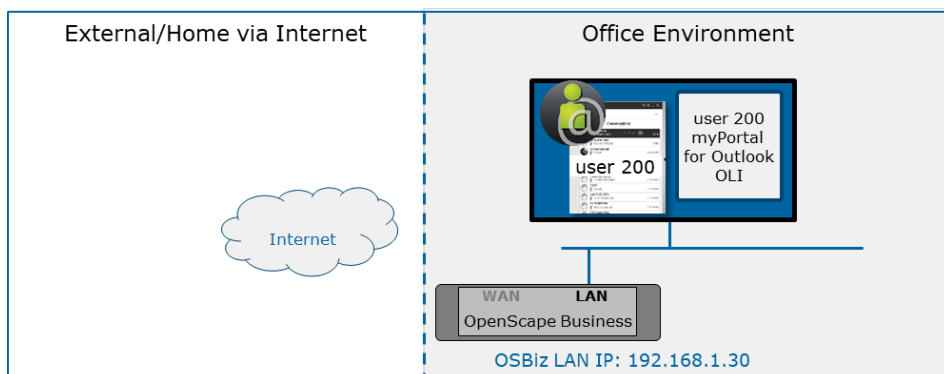 External/Home via Internet
Office Environment
Conversations
user 200
user 200
myPortal
for Outlook
OLI
Internet
WAN LAN
OpenScape Business
OSBiz LAN IP: 192.168.1.30